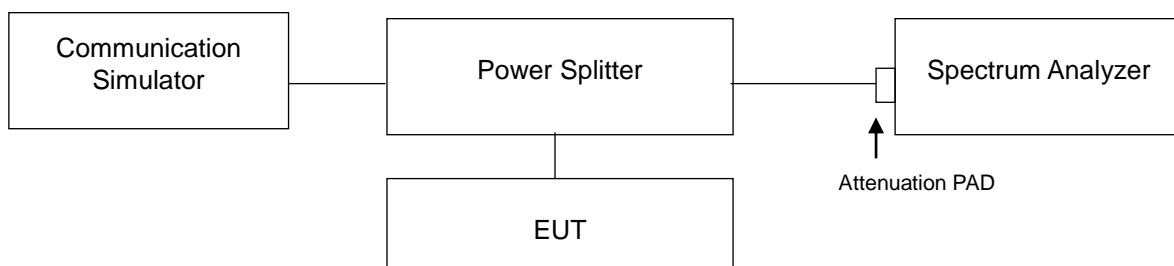 Communication
Simulator
Power Splitter
Spectrum Analyzer
Attenuation PAD
EUT